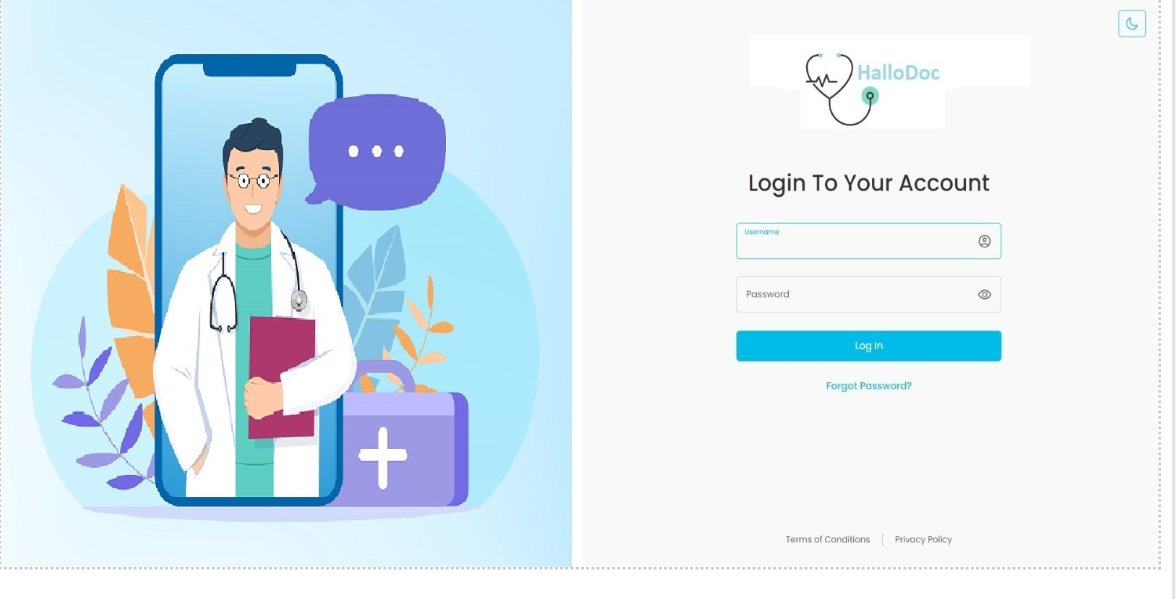 HalloDoc
Login To Your Account
Username
Password
Log In
Forgot Password?
Terms of Conditions
Privacy Policy